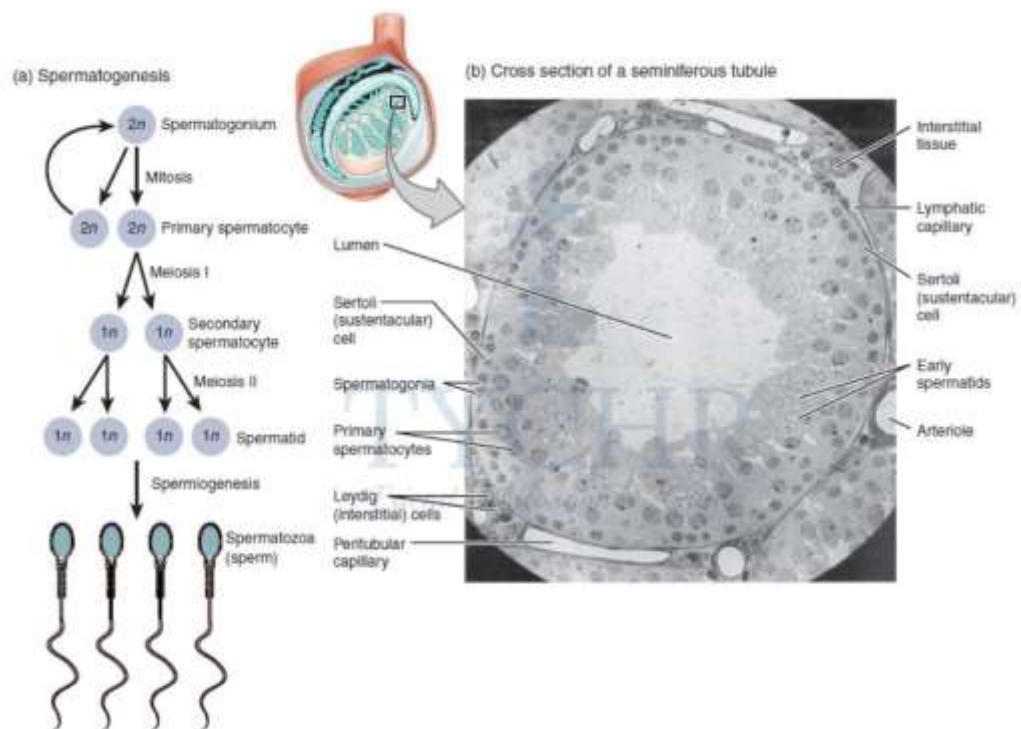 (a) Spermatogenesis
2n
Spermatogonium
Mitosis
2n
2n
Primary spermatocyte
Meiosis I
1n
1n
Secondary
spermatocyte
Meiosis II
1n
1n
1n
1n
Spermatid
Spermiogenesis
Spermatozoa
(sperm)
(b) Cross section of a seminiferous tubule
Lumen
Sertoli
(sustentacular)
cell
Spermatogonia
Primary
spermatocytes
Leydig
(interstitial) cells
Peritubular
capillary
Interstitial
tissue
Lymphatic
capillary
Sertoli
(sustentacular)
cell
Early
spermatids
Arteriole
TYCHR